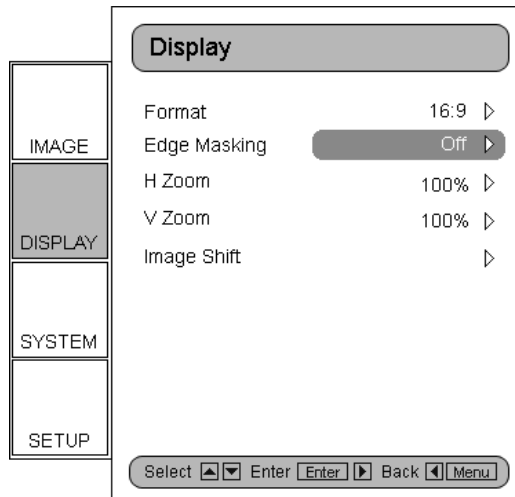 Display
IMAGE
DISPLAY
SYSTEM
SETUP
Format 16:9
Edge Masking Off
H Zoom 100%
V Zoom 100%
Image Shift
Select Enter Enter Back Menu